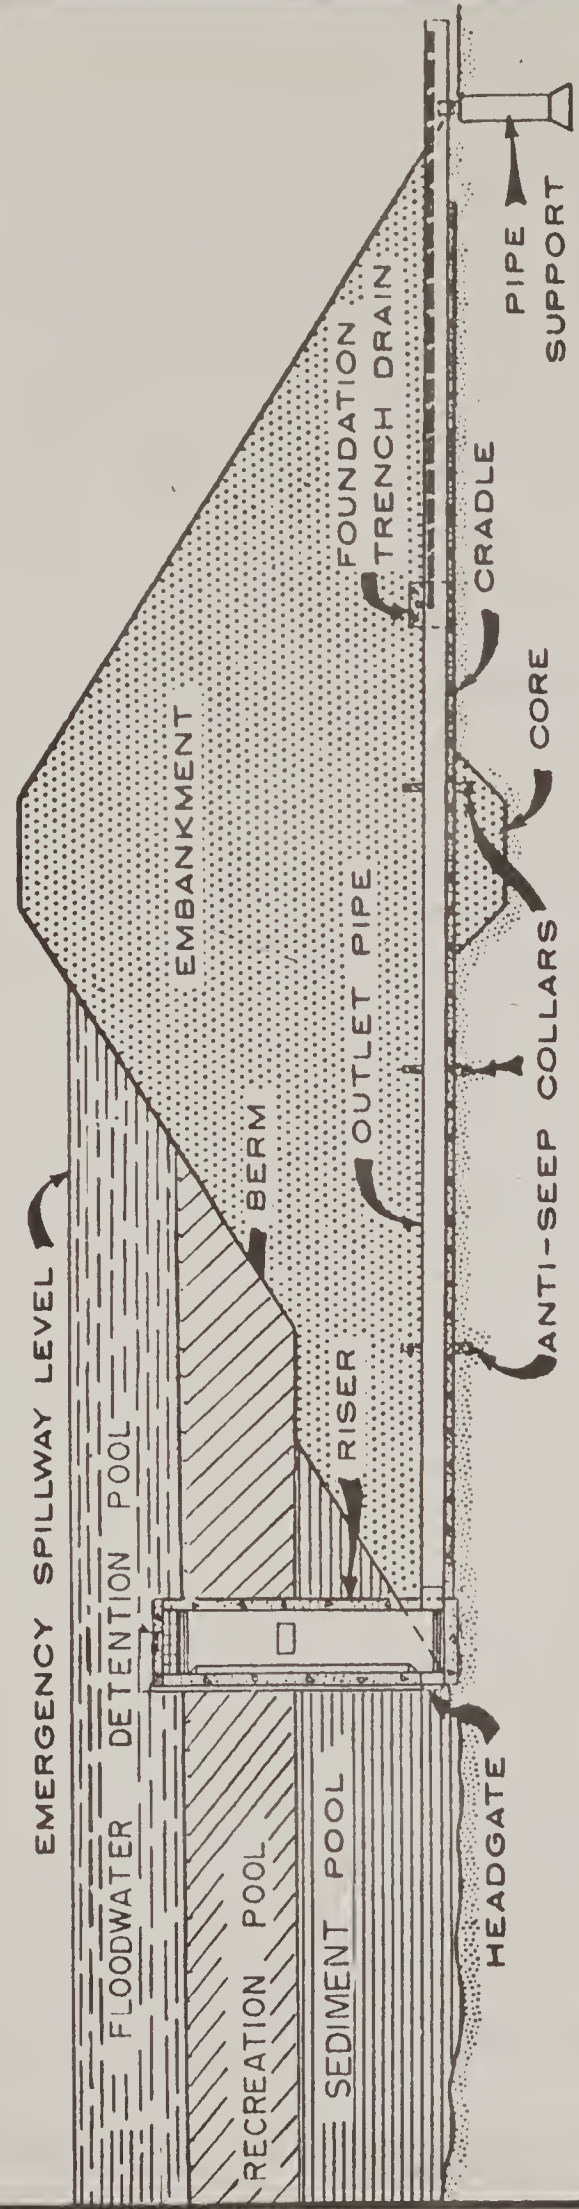 EMERGENCY SPILLWAY LEVEL
FLOODWATER DETENTION POOL
RECREATION POOL
SEDIMENT POOL
HEADGATE
RISER
BERM
EMBANKMENT
OUTLET PIPE
FOUNDATION
TRENCH DRAIN
ANTI-SEEP COLLARS
CORE
CRADLE
PIPE
SUPPORT